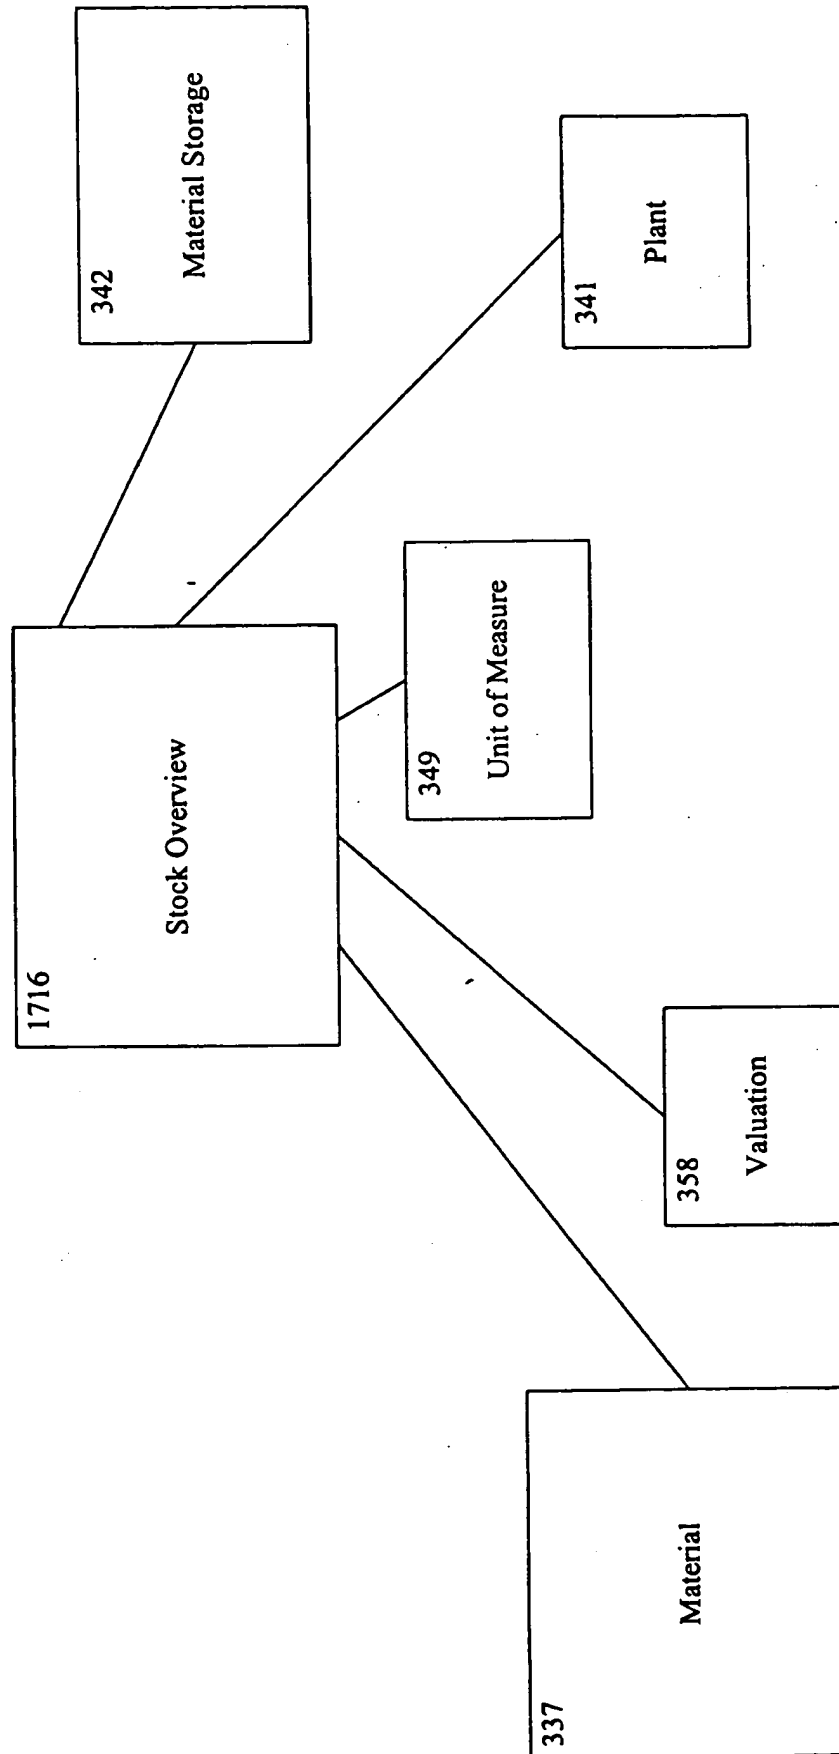 1716
Stock Overview
342
Material Storage
337
Material
358
Valuation
349
Unit of Measure
341
Plant